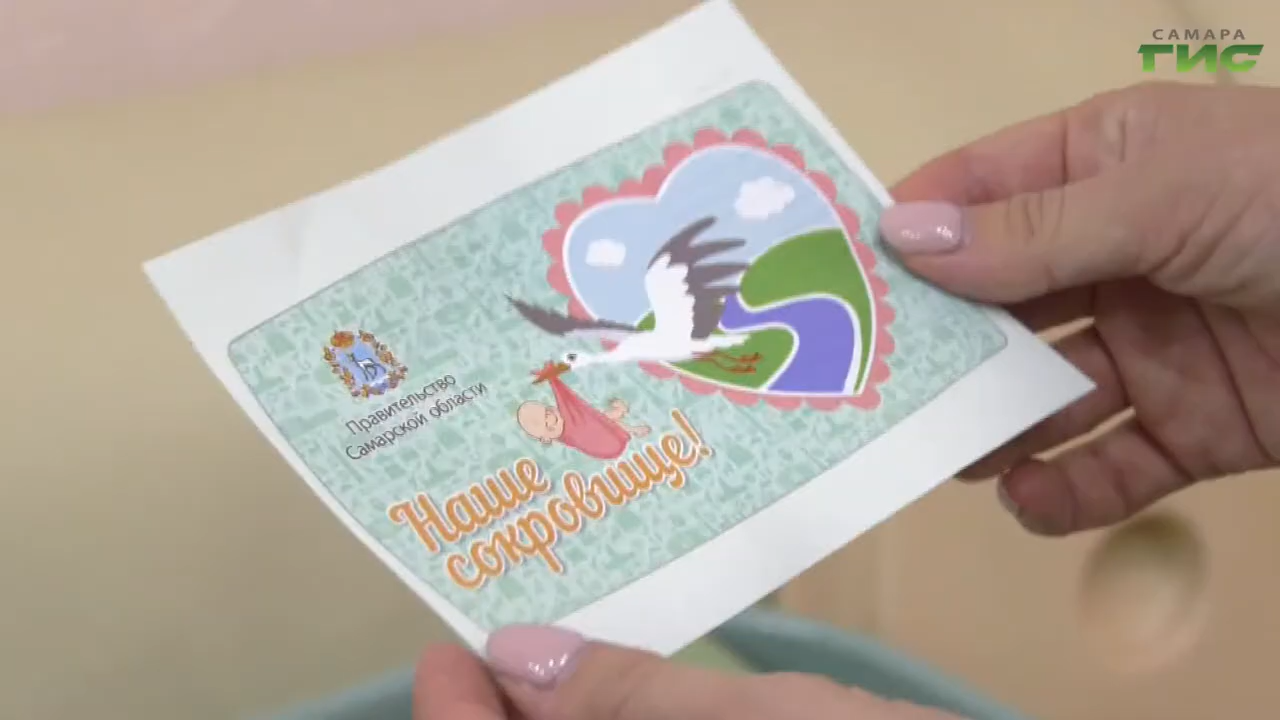 САМАРА
ГИС
Правительство
Самарской области
Наше
сокровище!